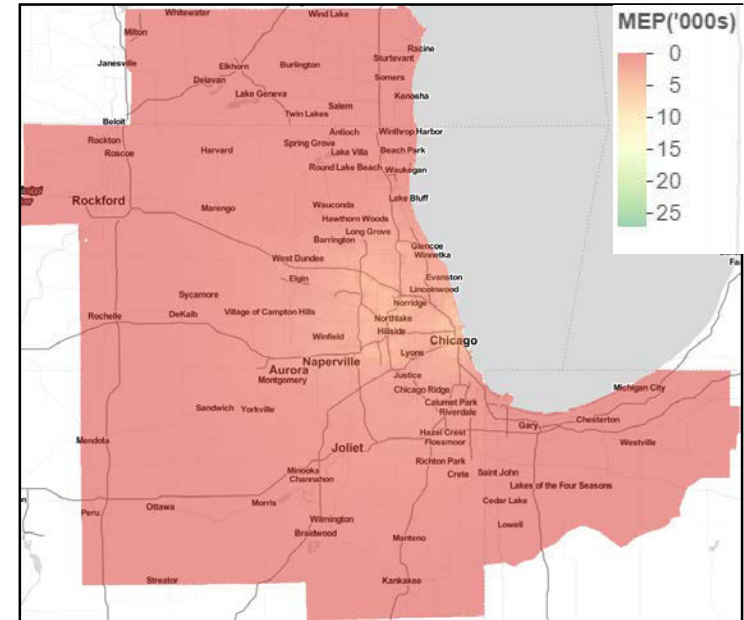 Whitewater
Wind Lake
MEP('000s)
Milton
Racine
Janesville
Sturtevant
Elkhorn
Burlington
0
Delavan
Somers
5
Lake Geneva
Kenosha
Salem
10
Twin Lakes
Beloit
Antioch
Winthrop Harbor
15
Rockton
Spring Grove
Roscoe
Harvard
Lake Villa
Beach Park
20
Round Lake Beach
Waukegan
25
Rockford
Lake Bluff
Marengo
Wauconda
Hawthorn Woods
Long Grove
Barrington
Glencoe
Winnetka
West Dundee
Elgin
Evanston
Lincolnwood
Sycamore
Norridge
Rochelle
DeKalb
Village of Campton Hills
Northlake
Hillside
Winfield
Chicago
Lyons
Naperville
Aurora
Justice
Montgomery
Chicago Ridge
Michigan City
Calumet Park
Sandwich
Yorkville
Riverdale
Chesterton
Gary
Mendota
Hazel Crest
Flossmoor
Westville
Joliet
Richton Park
Minooka
Crete
Saint John
Channahon
Lakes of the Four Seasons
Ottawa
Morris
Cedar Lake
Peru
Wilmington
Lowell
Braidwood
Manteno
Streator
Kankakee